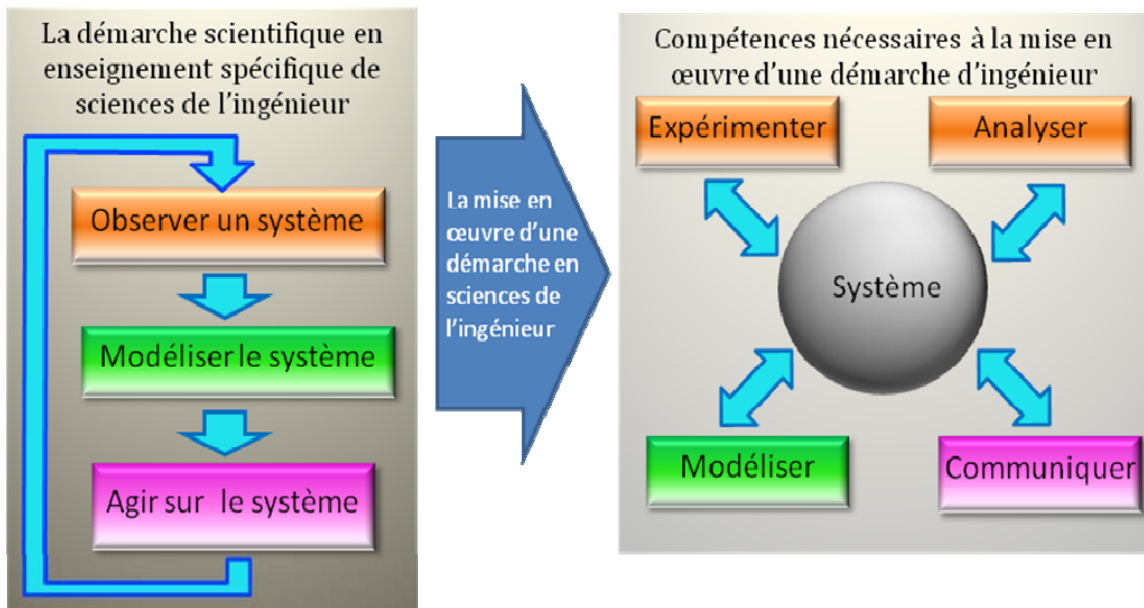 La démarche scientifique en
enseignement spécifique de
sciences de l'ingénieur
Observer un système
Modéliser le système
Agir sur le système
La mise en
œuvre d'une
démarche en
sciences de
l'ingénieur
Compétences nécessaires à la mise en
œuvre d'une démarche d'ingénieur
Expérimenter
Analyser
Système
Modéliser
Communiquer